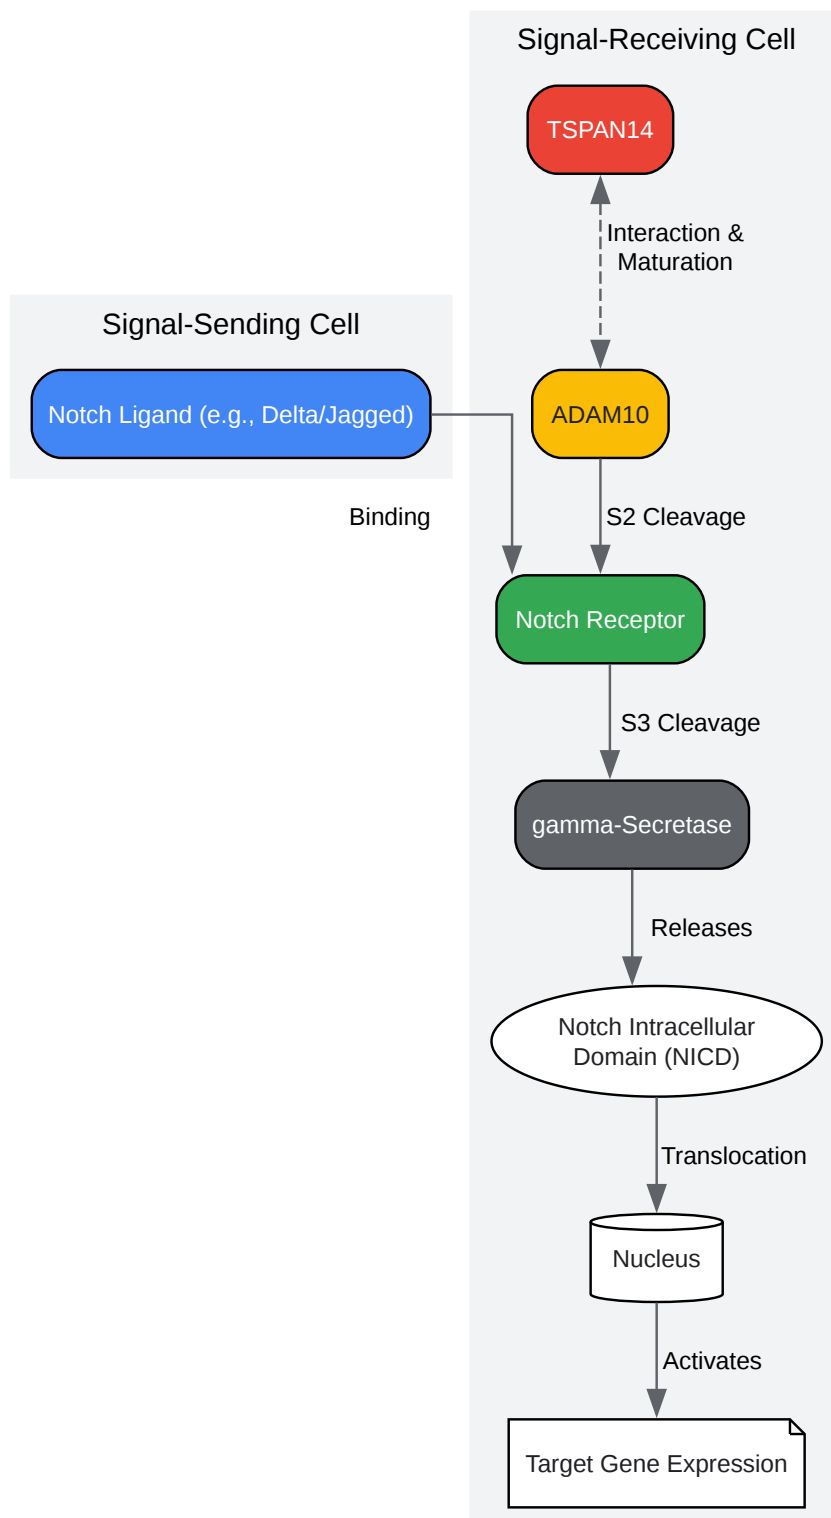 Signal-Receiving Cell
TSPAN14
Interaction &
Maturation
Signal-Sending Cell
Notch Ligand (e.g., Delta/Jagged)
ADAM10
Binding
S2 Cleavage
Notch Receptor
S3 Cleavage
gamma-Secretase
Releases
Notch Intracellular
Domain (NICD)
Translocation
Nucleus
Activates
Target Gene Expression